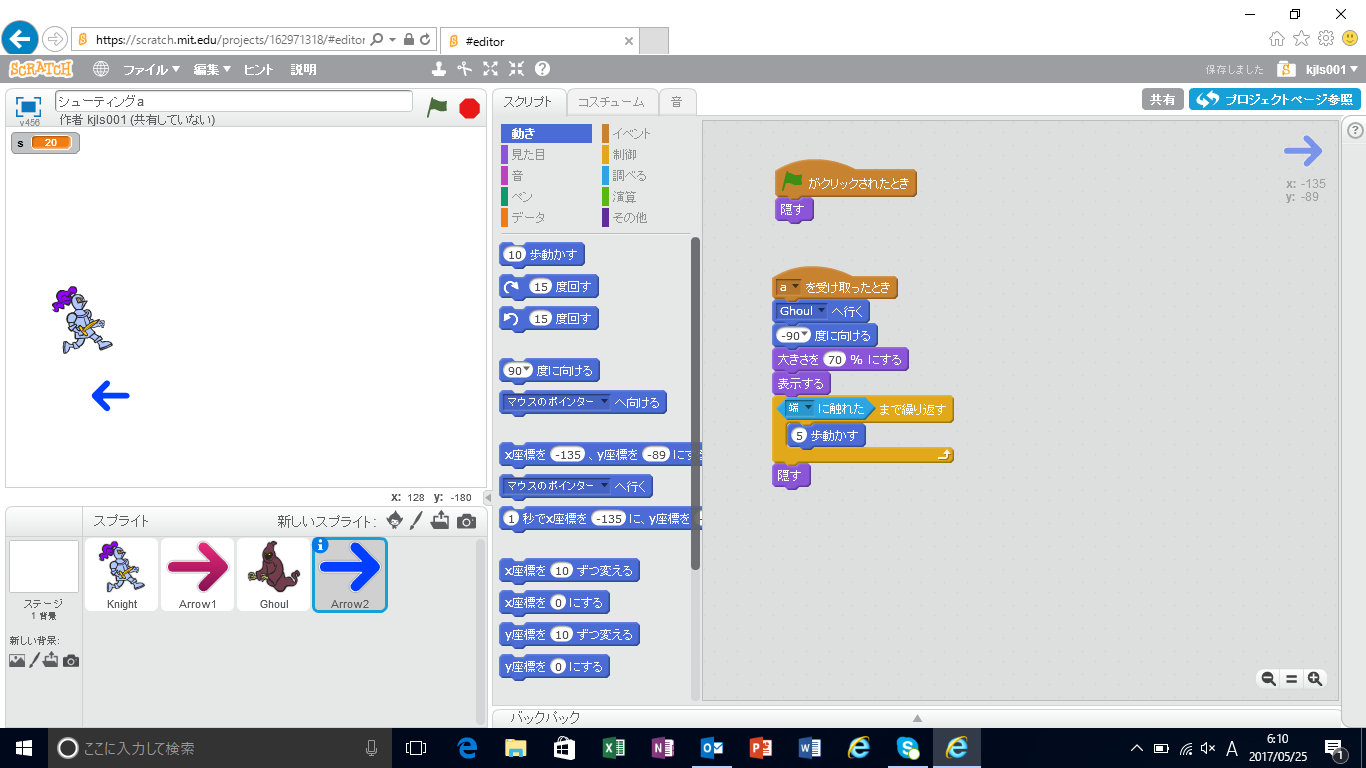 https://scratch.mit.edu/projects/162971318/#editor
#editor
SCRATCH
ファイル
編集
ヒント
説明
保存しました
kjls001
シューティングa
作者 kjls001 (共有していない)
v456
s 20
x: 128 y: -180
スプライト
新しいスプライト:
ステージ
1 背景
新しい背景:
Knight
Arrow1
Ghoul
Arrow2
スクリプト
コスチューム
音
共有
プロジェクトページ参照
動き
イベント
見た目
制御
音
調べる
ペン
演算
データ
その他
10 歩動かす
15 度回す
15 度回す
90 度に向ける
マウスのポインター へ向ける
x座標を -135 、y座標を -89 にす
マウスのポインター へ行く
1 秒でx座標を -135 に、y座標を
x座標を 10 ずつ変える
x座標を 0 にする
y座標を 10 ずつ変える
y座標を 0 にする
がクリックされたとき
隠す
a を受け取ったとき
Ghoul へ行く
-90 度に向ける
大きさを 70 % にする
表示する
端 に触れた まで繰り返す
5 歩動かす
隠す
x: -135
y: -89
バックパック
ここに入力して検索
A
6:10
2017/05/25
1